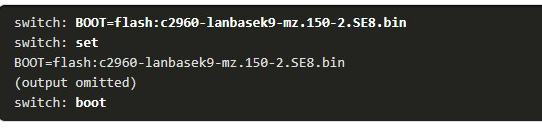 switch: BOOT=flash:c2960-lanbasek9-mz.150-2.SE8.bin
switch: set
BOOT=flash:c2960-lanbasek9-mz.150-2.SE8.bin
(output omitted)
switch: boot